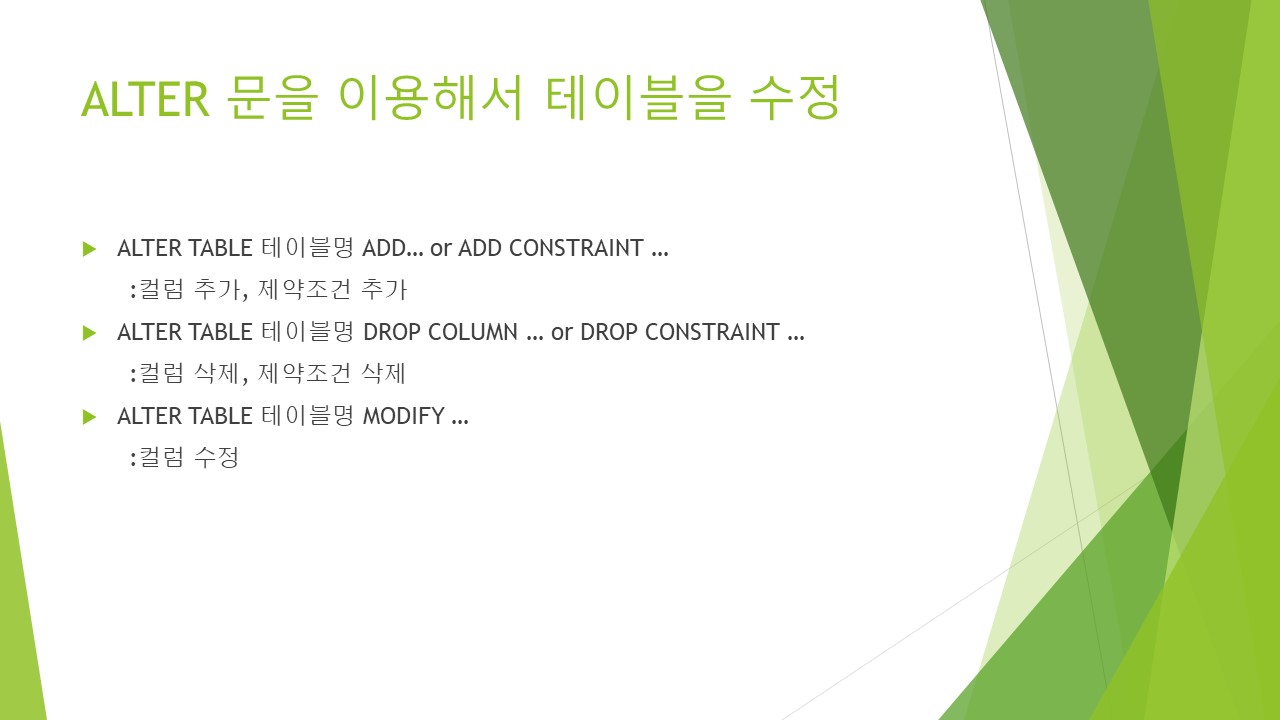 ALTER 문을 이용해서 테이블을 수정
ALTER TABLE 테이블명 ADD… or ADD CONSTRAINT …
:컬럼 추가, 제약조건 추가
ALTER TABLE 테이블명 DROP COLUMN … or DROP CONSTRAINT …
:컬럼 삭제, 제약조건 삭제
ALTER TABLE 테이블명 MODIFY …
:컬럼 수정